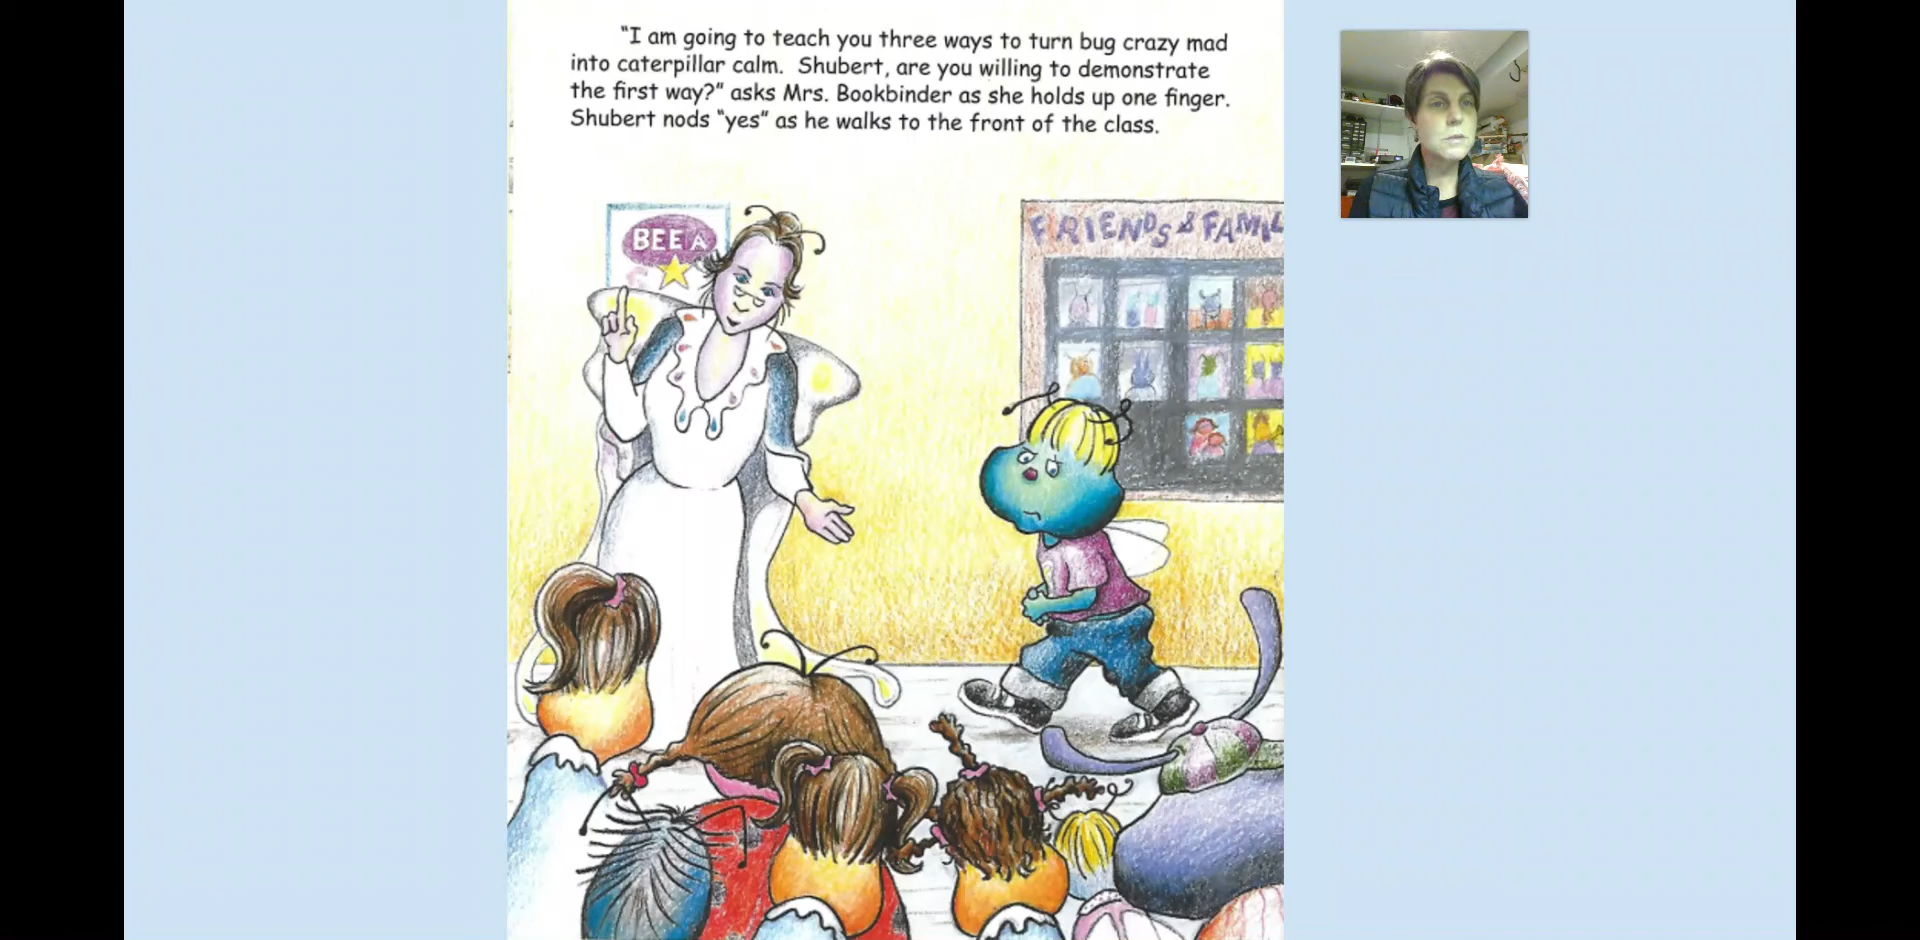 “I am going to teach you three ways to turn bug crazy mad
into caterpillar calm.  Shubert, are you willing to demonstrate
the first way?” asks Mrs. Bookbinder as she holds up one finger.
Shubert nods “yes” as he walks to the front of the class.
BEE A
FRIENDS & FAMIL